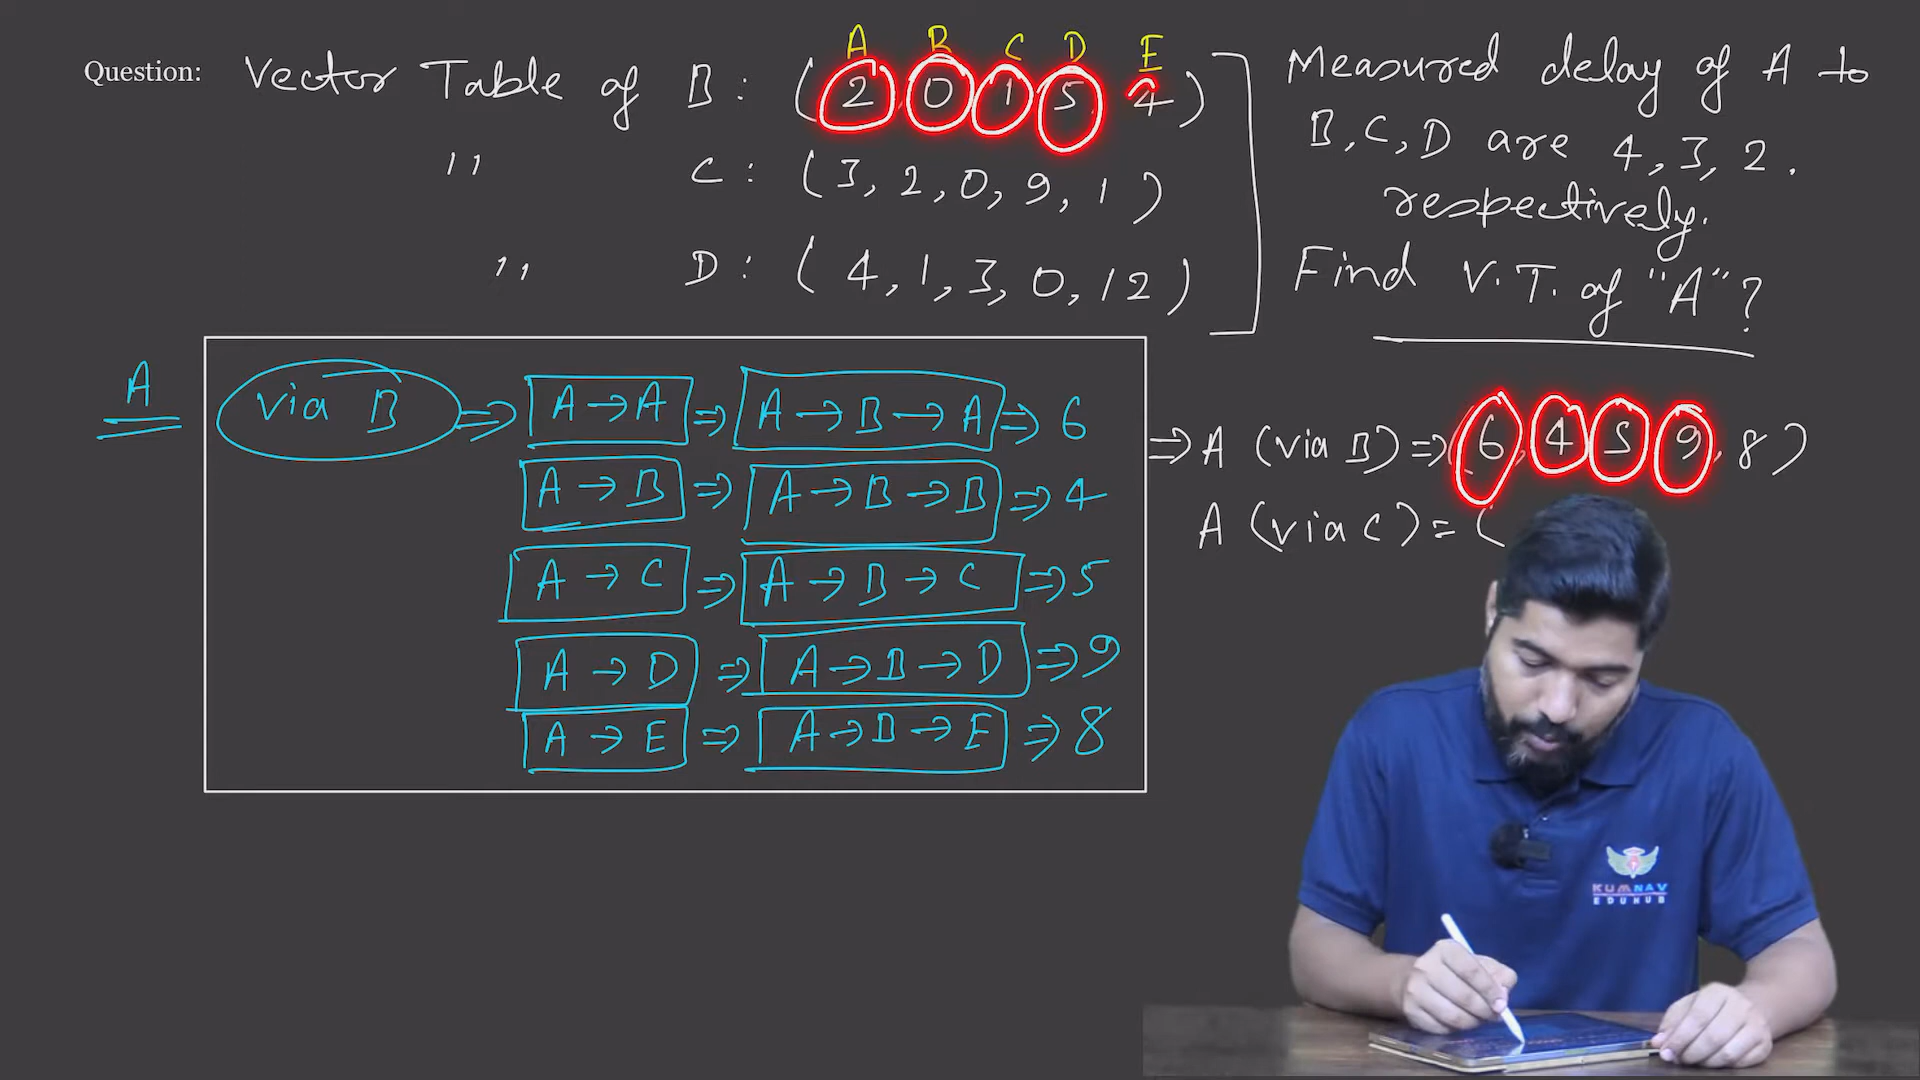 A B C D E
Question: Vector Table of B : (2 0 1 5 4)
,, C : (3, 2, 0, 9, 1)
,, D : (4, 1, 3, 0, 12)
Measured delay of A to
B, C, D are 4, 3, 2.
respectively.
Find V.T. of "A"?
A
via B ⇒ A → A ⇒ A → B → A ⇒ 6
A → B ⇒ A → B → B ⇒ 4
A → C ⇒ A → B → C ⇒ 5
A → D ⇒ A → B → D ⇒ 9
A → E ⇒ A → B → E ⇒ 8
⇒ A (via B) ⇒ (6, 4 5 9, 8)
A (via C) = (
KUMNAV
EDUHUB